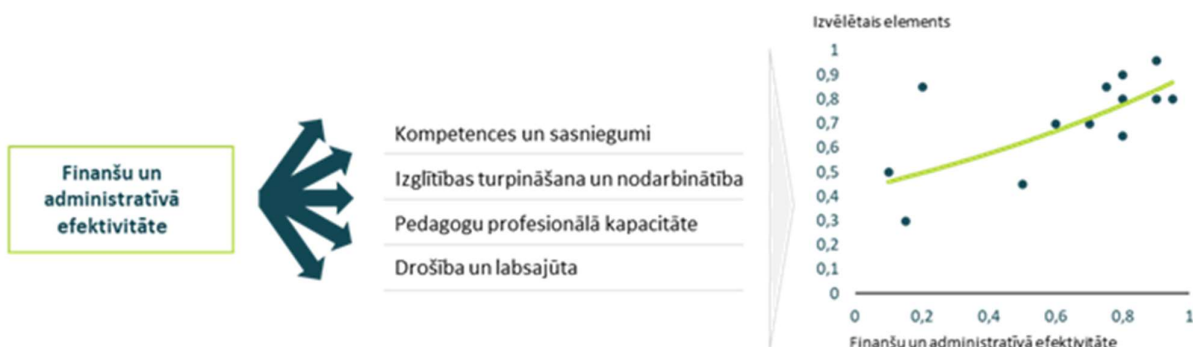 Finanšu un
administratīvā
efektivitāte
Kompetences un sasniegumi
Izglītības turpināšana un nodarbinātība
Pedagogu profesionālā kapacitāte
Drošība un labsajūta
Izvēlētais elements
1
0,9
0,8
0,7
0,6
0,5
0,4
0,3
0,2
0,1
0
0 0,2 0,4 0,6 0,8 1
Finanšu un administratīvā efektivitāte